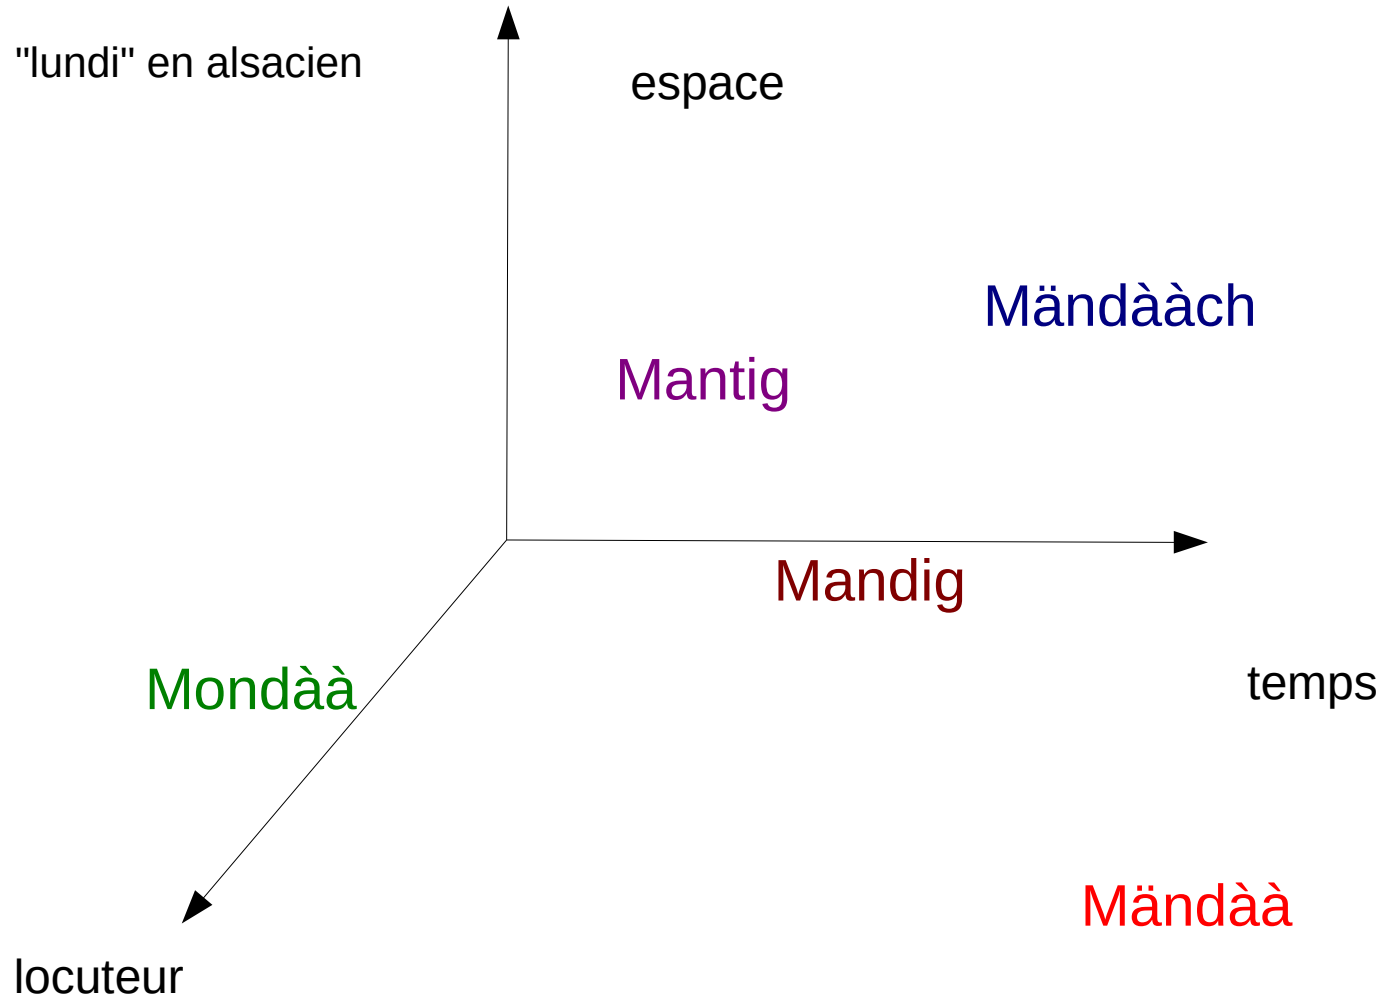 "lundi" en alsacien
espace
Mändààch
Mantig
Mandig
Mondàà
temps
Mändàà
locuteur